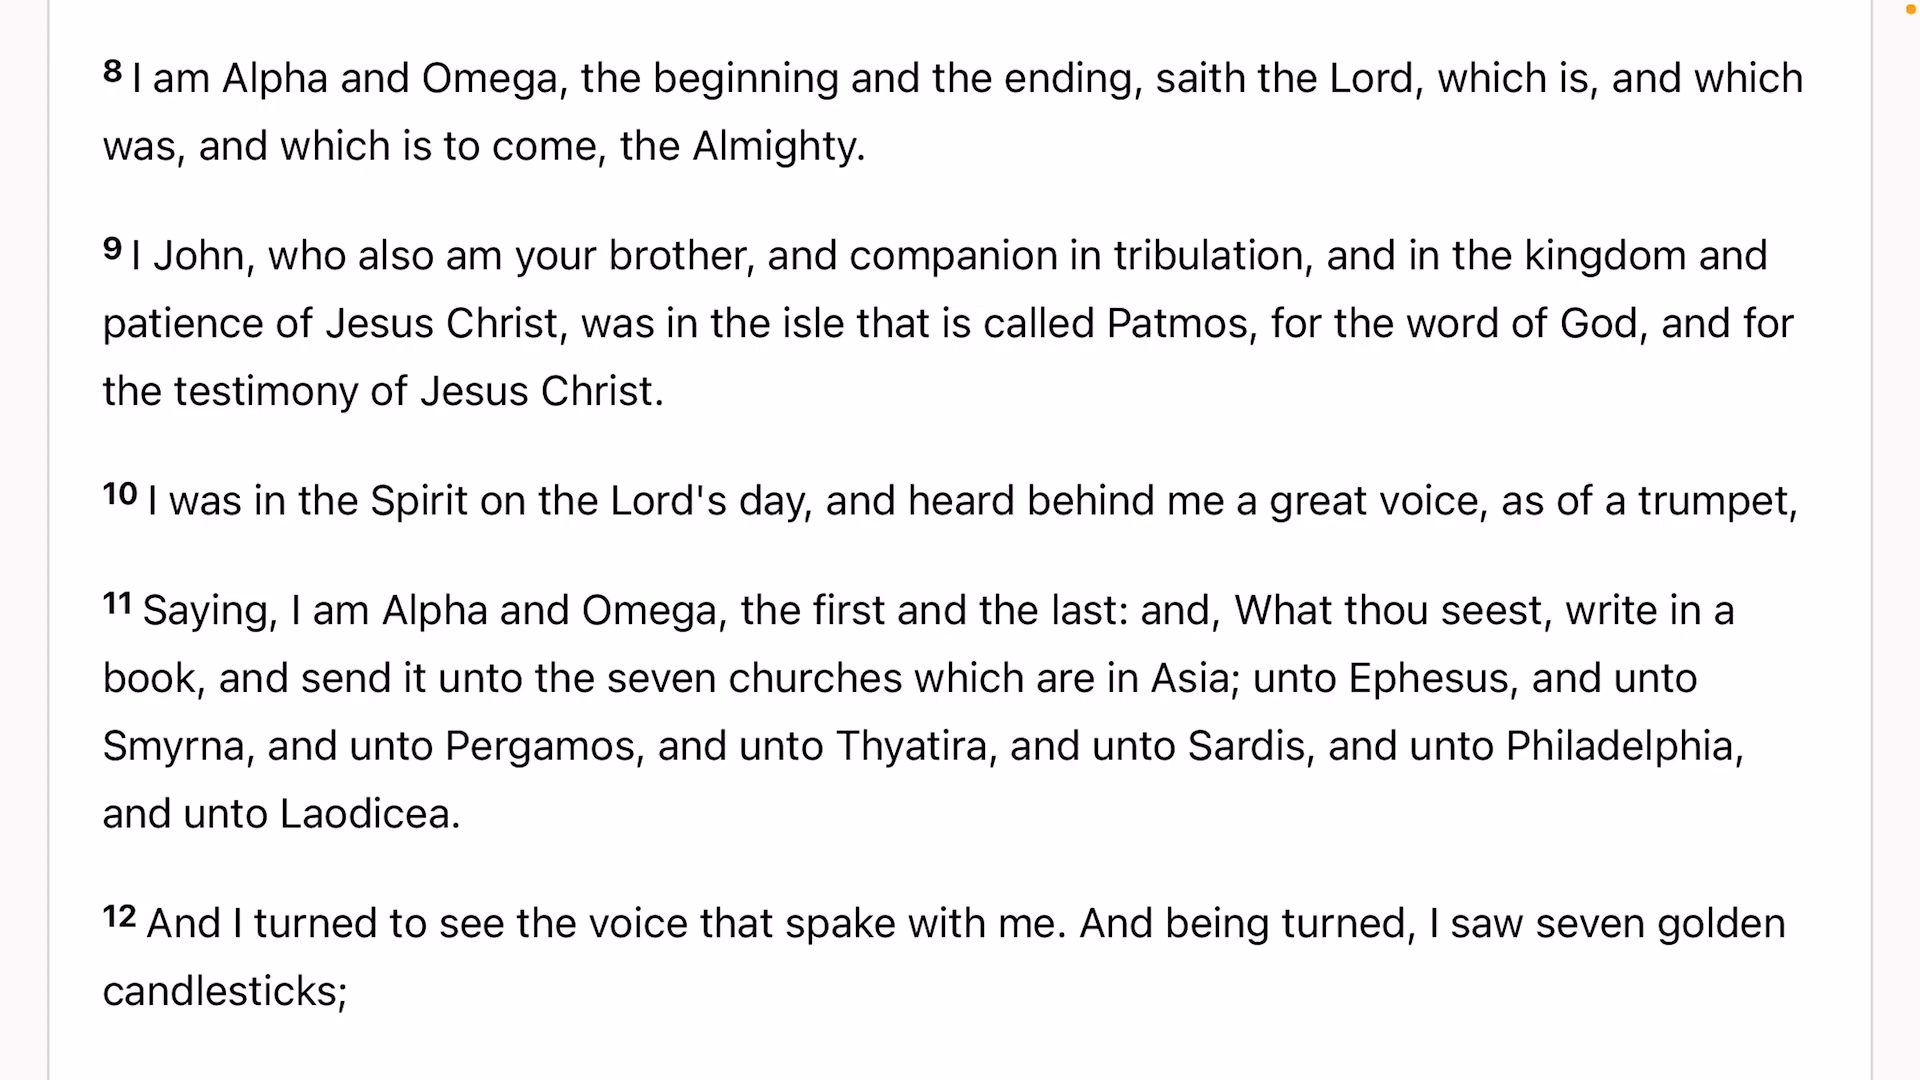 8 I am Alpha and Omega, the beginning and the ending, saith the Lord, which is, and which
was, and which is to come, the Almighty.
9 I John, who also am your brother, and companion in tribulation, and in the kingdom and
patience of Jesus Christ, was in the isle that is called Patmos, for the word of God, and for
the testimony of Jesus Christ.
10 I was in the Spirit on the Lord's day, and heard behind me a great voice, as of a trumpet,
11 Saying, I am Alpha and Omega, the first and the last: and, What thou seest, write in a
book, and send it unto the seven churches which are in Asia; unto Ephesus, and unto
Smyrna, and unto Pergamos, and unto Thyatira, and unto Sardis, and unto Philadelphia,
and unto Laodicea.
12 And I turned to see the voice that spake with me. And being turned, I saw seven golden
candlesticks;